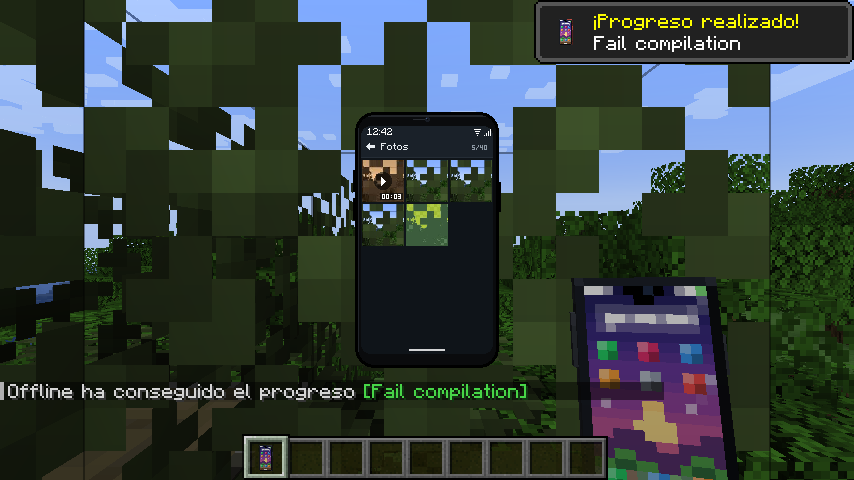 ¡Progreso realizado!
Fail compilation
12:42
Fotos
5/40
00:03
Offline ha conseguido el progreso [Fail compilation]